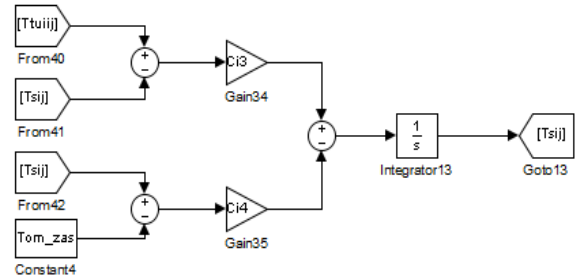 [Ttuiij]
From40
+
−
Ci3
Gain34
[Tsij]
From41
+
−
1
s
Integrator13
[Tsij]
Goto13
[Tsij]
From42
+
−
Ci4
Gain35
Tom_zas
Constant4